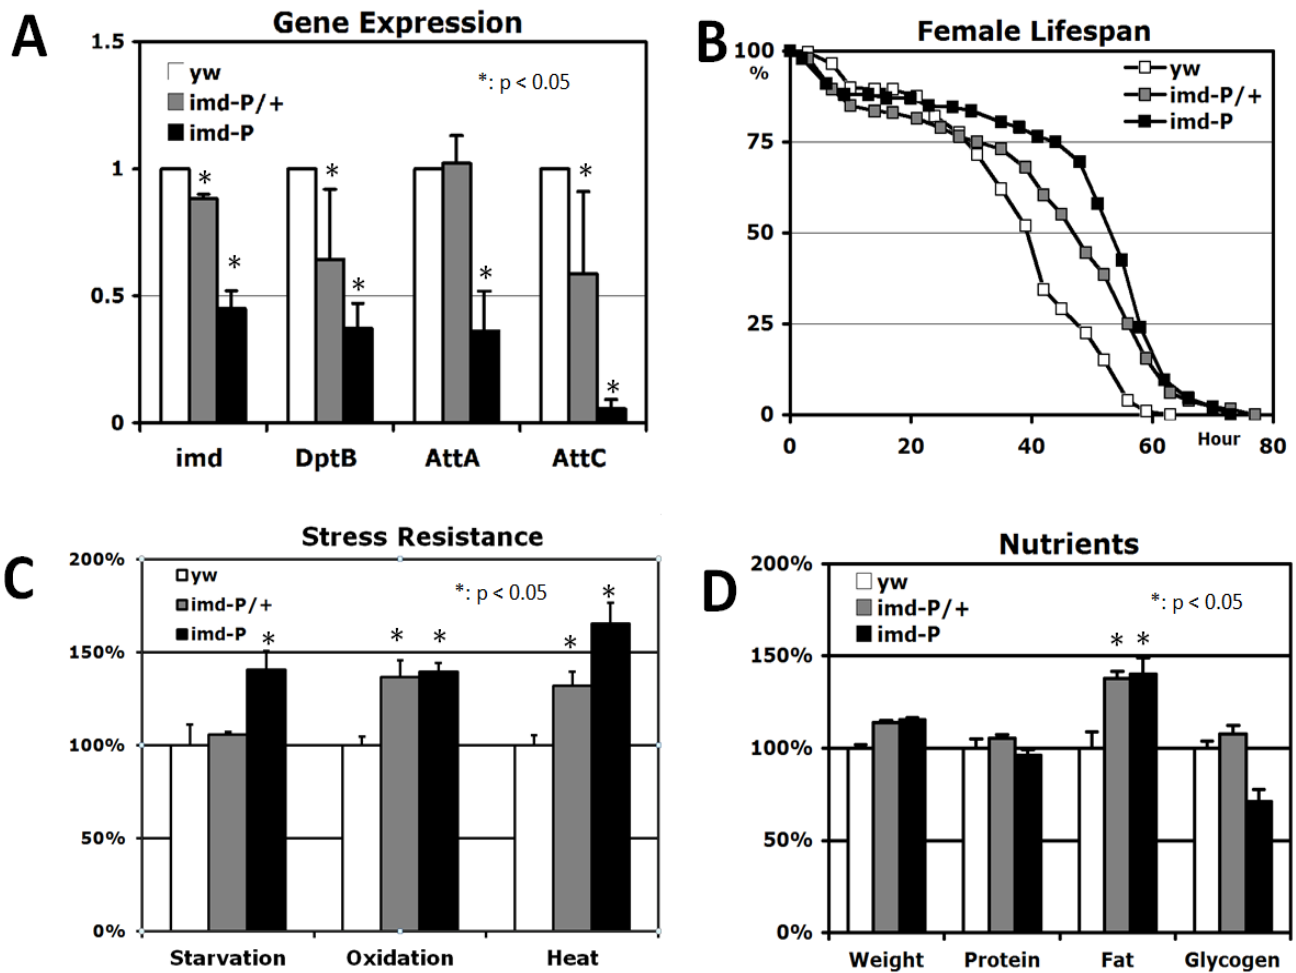 A
Gene Expression
1.5
1
0.5
0
yw
imd-P/+
imd-P
*: p < 0.05
*
*
*
*
*
*
*
imd DptB AttA AttC
B
Female Lifespan
100
%
75
50
25
0
yw
imd-P/+
imd-P
0 20 40 60 Hour 80
C
Stress Resistance
200%
150%
100%
50%
0%
yw
imd-P/+
imd-P
*: p < 0.05
*
* *
*
*
Starvation Oxidation Heat
D
Nutrients
200%
150%
100%
50%
0%
yw
imd-P/+
imd-P
*: p < 0.05
* *
Weight Protein Fat Glycogen